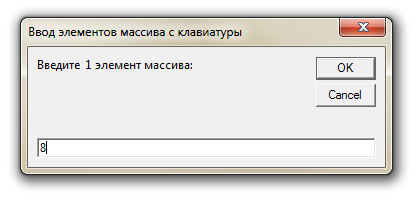 Ввод элементов массива с клавиатуры
Введите 1 элемент массива:
OK
Cancel
8